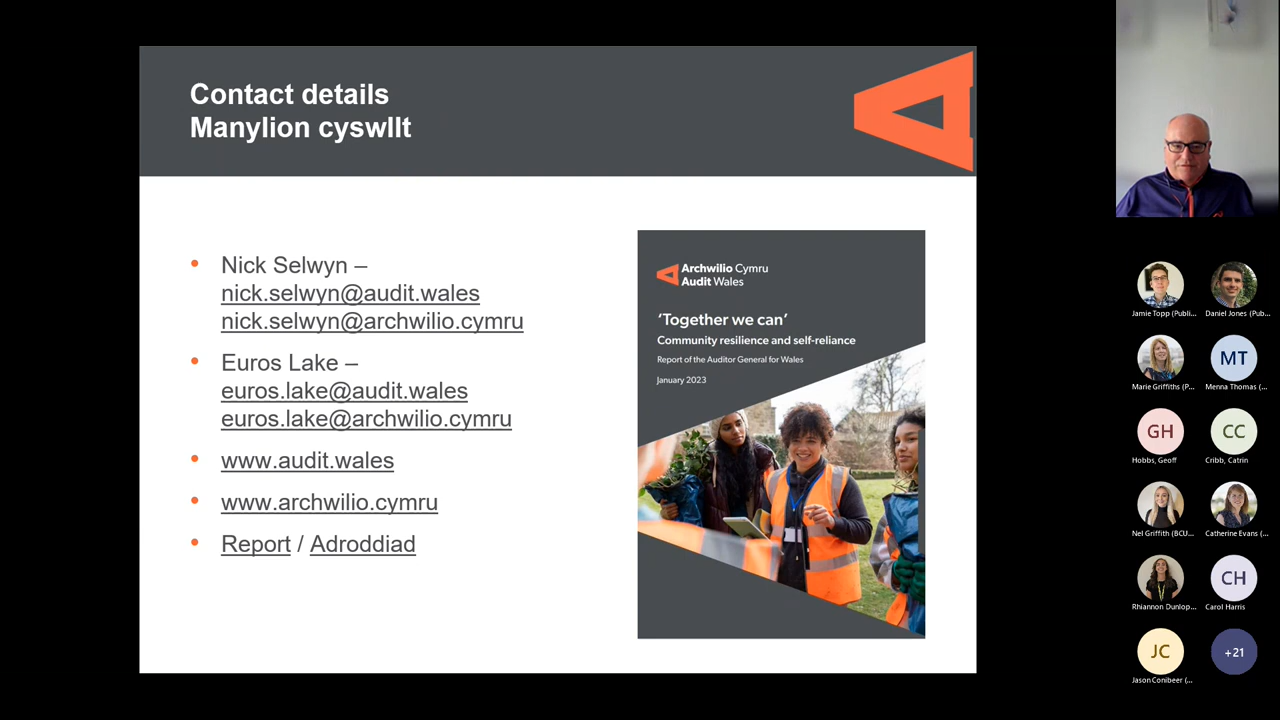 Contact details
Manylion cyswllt
Nick Selwyn –
nick.selwyn@audit.wales
nick.selwyn@archwilio.cymru
Euros Lake –
euros.lake@audit.wales
euros.lake@archwilio.cymru
www.audit.wales
www.archwilio.cymru
Report / Adroddiad
Archwilio Cymru
Audit Wales
‘Together we can’
Community resilience and self-reliance
Report of the Auditor General for Wales
January 2023
Jamie Topp (Publi...
Daniel Jones (Pub...
Marie Griffiths (P...
MT
Menna Thomas (...
GH
Hobbs, Geoff
CC
Cribb, Catrin
Nel Griffith (BCU...
Catherine Evans (...
Rhiannon Dunlop...
CH
Carol Harris
JC
Jason Conibeer (...
+21